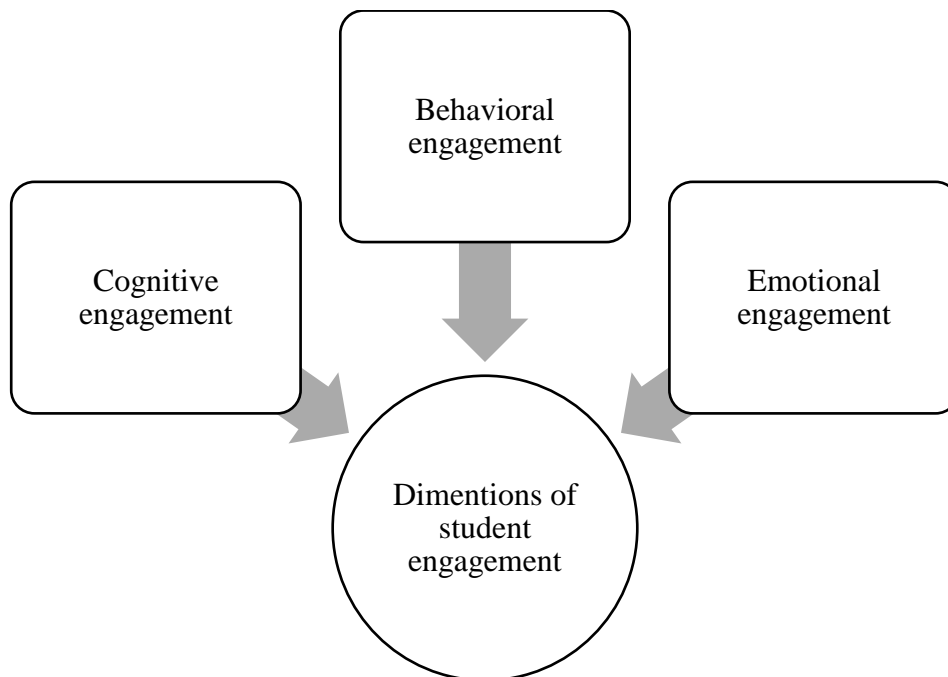 Behavioral
engagement
Cognitive
engagement
Emotional
engagement
Dimentions of
student
engagement